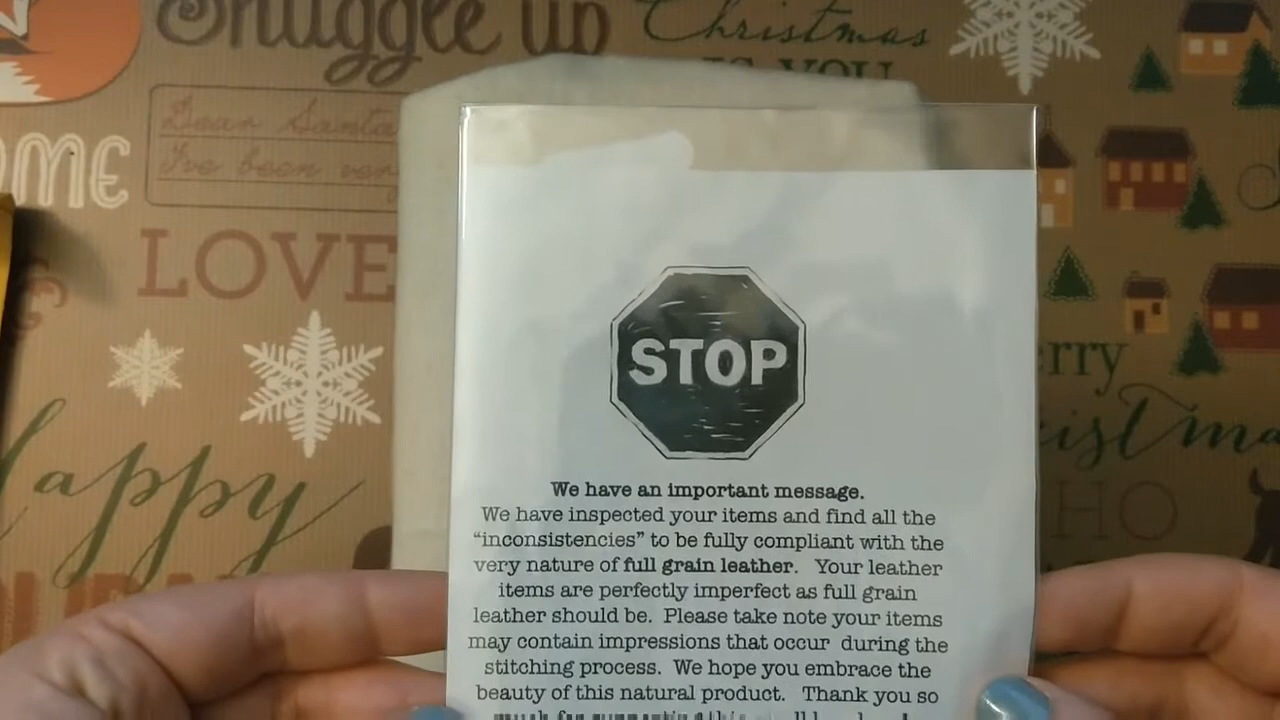 Snuggle up
Christmas
IS YOU
OME
Dear Santa
I've been very
LOVE
erry
Happy
HO
STOP
We have an important message.
We have inspected your items and find all the
“inconsistencies” to be fully compliant with the
very nature of full grain leather. Your leather
items are perfectly imperfect as full grain
leather should be. Please take note your items
may contain impressions that occur during the
stitching process. We hope you embrace the
beauty of this natural product. Thank you so